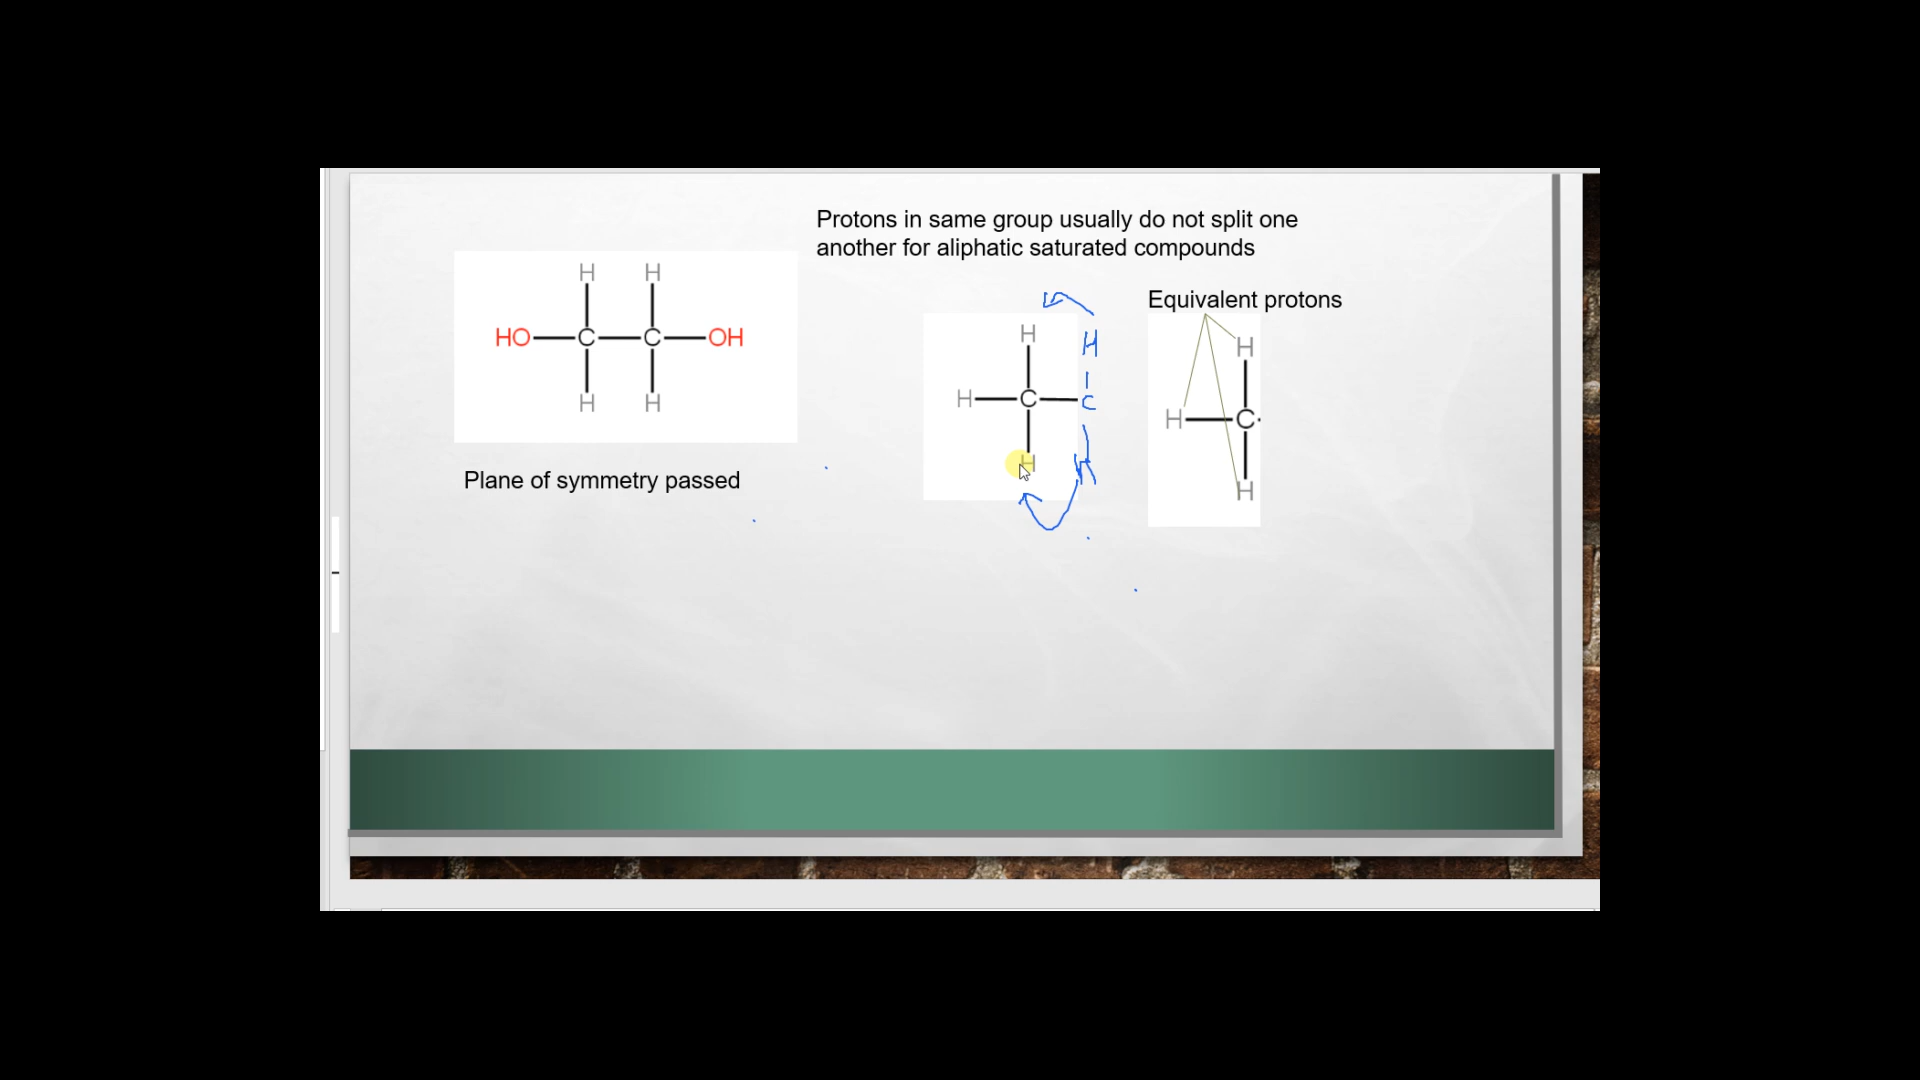 Protons in same group usually do not split one
another for aliphatic saturated compounds
H H
HO C C OH
H H
Plane of symmetry passed
H H
H C C
H H
Equivalent protons
H
H C
H